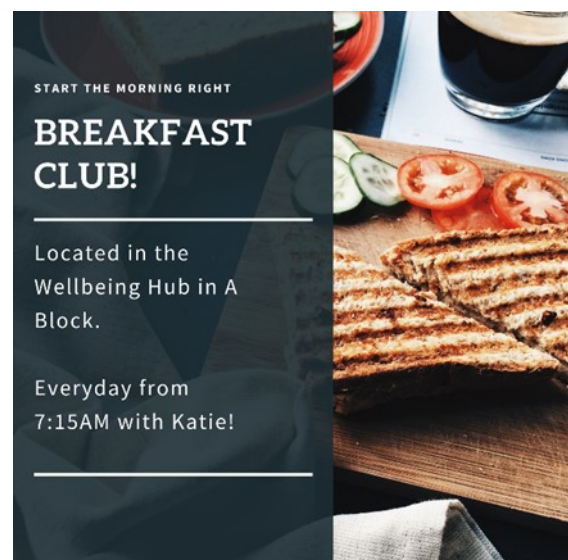 START THE MORNING RIGHT
BREAKFAST
CLUB!
Located in the
Wellbeing Hub in A
Block.
Everyday from
7:15AM with Katie!